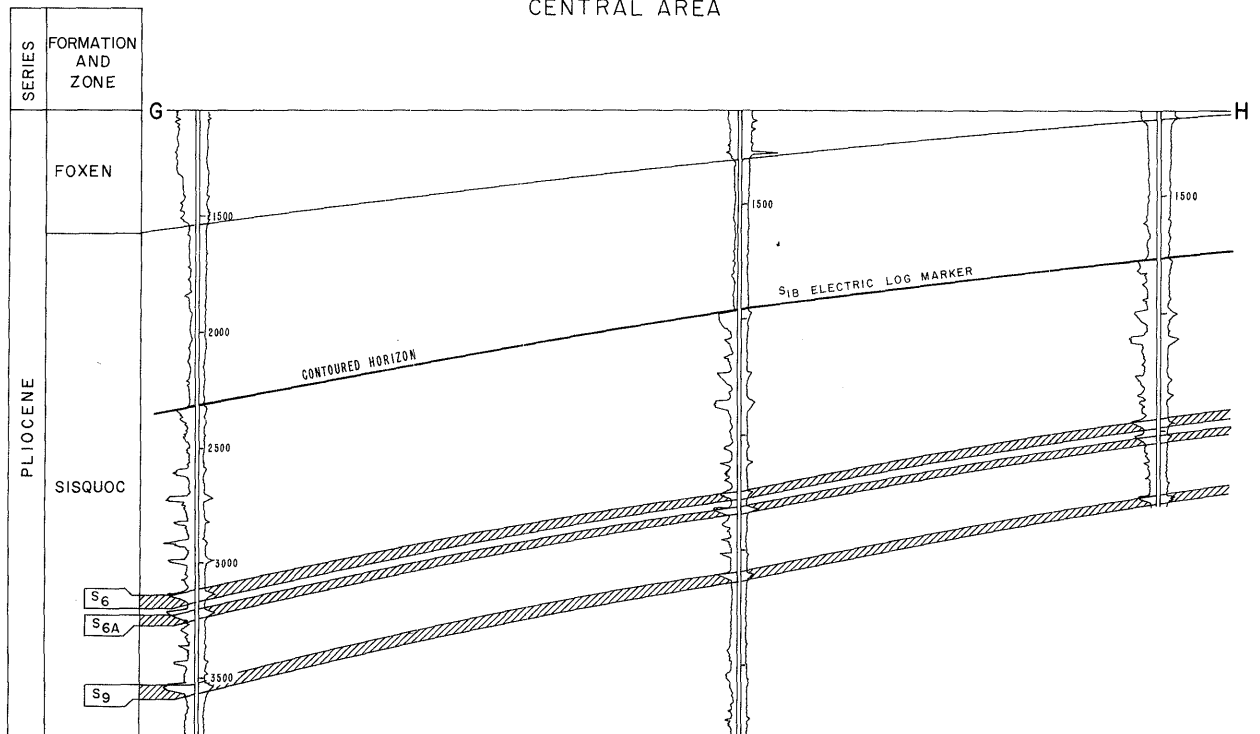 CENTRAL AREA
SERIES
FORMATION
AND
ZONE
G
H
FOXEN
1500
1500
1500
S1B ELECTRIC LOG MARKER
2000
CONTOURED HORIZON
2500
PLIOCENE
SISQUOC
3000
S6
S6A
3500
S9